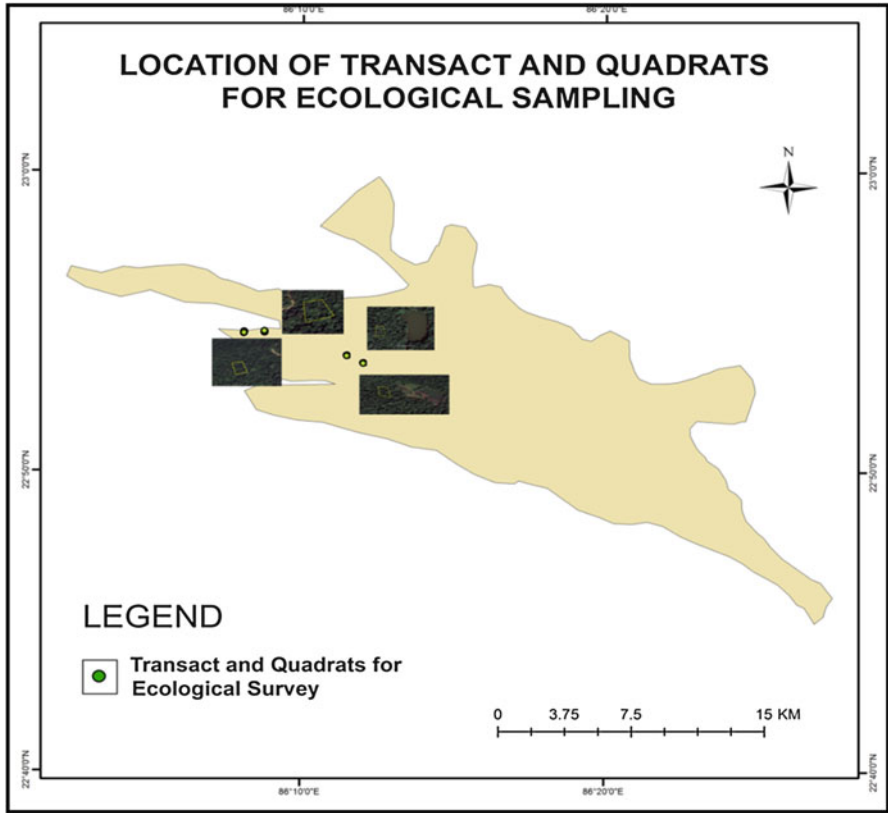 86°10'0"E
86°20'0"E
LOCATION OF TRANSACT AND QUADRATS
FOR ECOLOGICAL SAMPLING
N
23°0'0"N
23°0'0"N
22°50'0"N
22°50'0"N
LEGEND
Transact and Quadrats for
Ecological Survey
0 3.75 7.5 15 KM
22°40'0"N
22°40'0"N
86°10'0"E
86°20'0"E